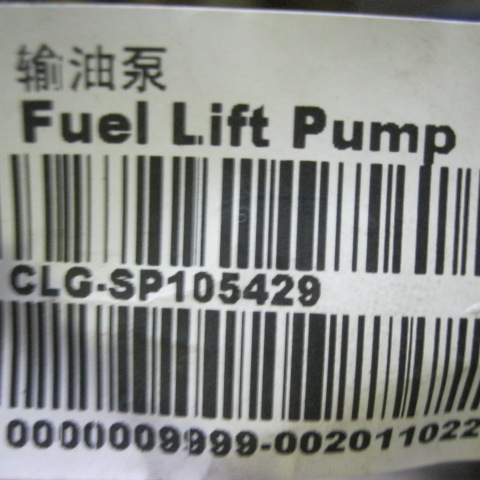 输油泵
Fuel Lift Pump
CLG-SP105429
0000009999-002011022